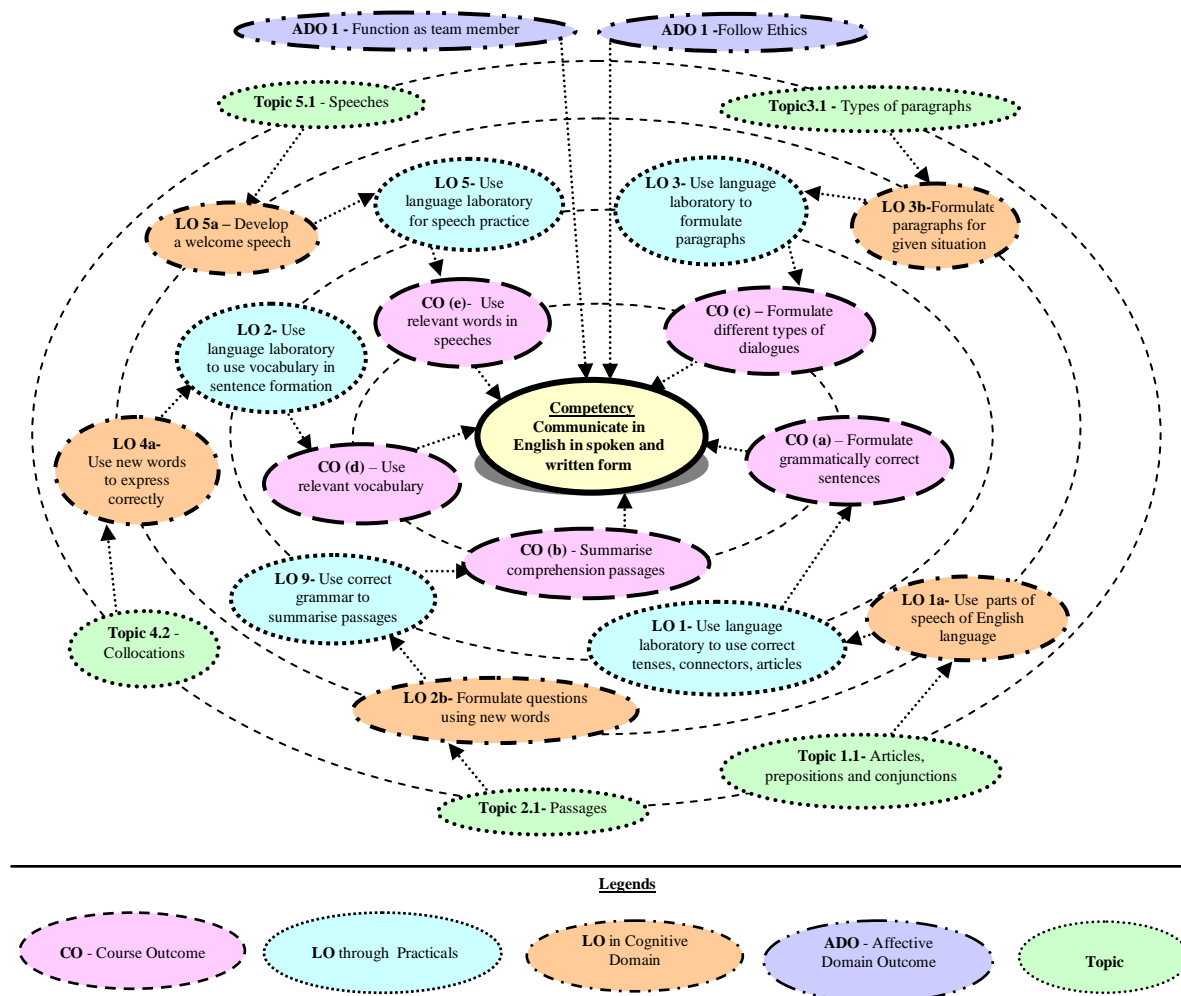 ADO 1 - Function as team member
ADO 1 -Follow Ethics
Topic 5.1 - Speeches
Topic3.1 - Types of paragraphs
LO 5- Use
language laboratory
for speech practice
LO 3- Use language
laboratory to
formulate
paragraphs
LO 5a – Develop
a welcome speech
LO 3b-Formulate
paragraphs for
given situation
CO (e)- Use
relevant words in
speeches
CO (c) – Formulate
different types of
dialogues
LO 2- Use
language laboratory
to use vocabulary in
sentence formation
Competency
Communicate in
English in spoken and
written form
LO 4a-
Use new words
to express
correctly
CO (d) – Use
relevant vocabulary
CO (a) – Formulate
grammatically correct
sentences
CO (b) - Summarise
comprehension passages
LO 9- Use correct
grammar to
summarise passages
LO 1- Use language
laboratory to use correct
tenses, connectors, articles
LO 1a- Use parts of
speech of English
language
Topic 4.2 -
Collocations
LO 2b- Formulate questions
using new words
Topic 1.1- Articles,
prepositions and conjunctions
Topic 2.1- Passages
Legends
CO - Course Outcome
LO through Practicals
LO in Cognitive
Domain
ADO - Affective
Domain Outcome
Topic